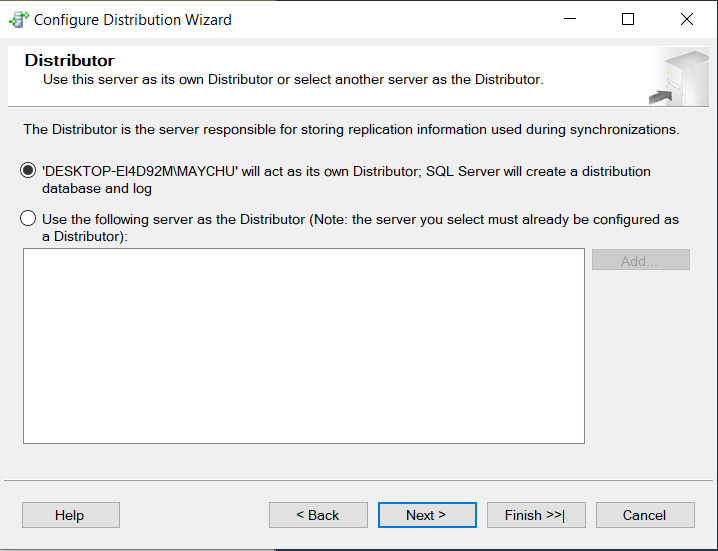 Configure Distribution Wizard
Distributor
Use this server as its own Distributor or select another server as the Distributor.
The Distributor is the server responsible for storing replication information used during synchronizations.
'DESKTOP-EI4D92M\MAYCHU' will act as its own Distributor; SQL Server will create a distribution
database and log
Use the following server as the Distributor (Note: the server you select must already be configured as
a Distributor):
Add...
Help
< Back
Next >
Finish >>|
Cancel